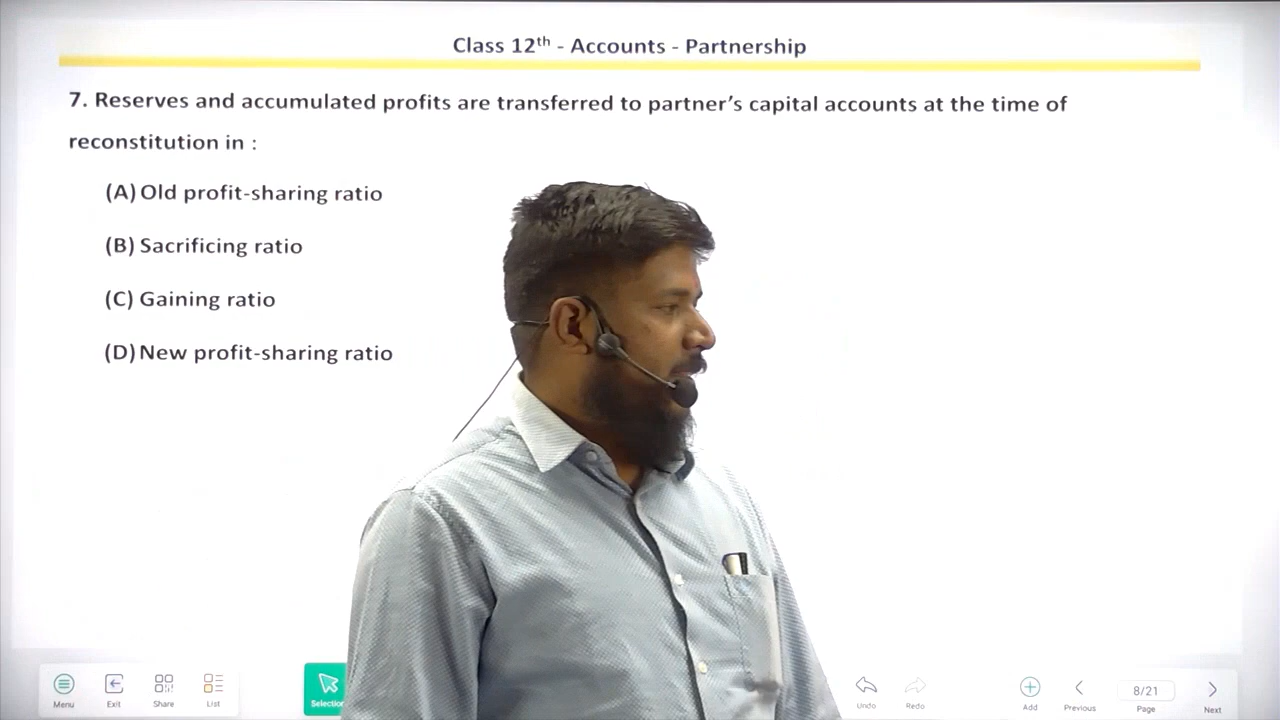 Class 12th - Accounts - Partnership
7. Reserves and accumulated profits are transferred to partner’s capital accounts at the time of
reconstitution in :
(A) Old profit-sharing ratio
(B) Sacrificing ratio
(C) Gaining ratio
(D) New profit-sharing ratio
Menu Exit Share List Selection Undo Redo Add Previous 8/21 Page Next